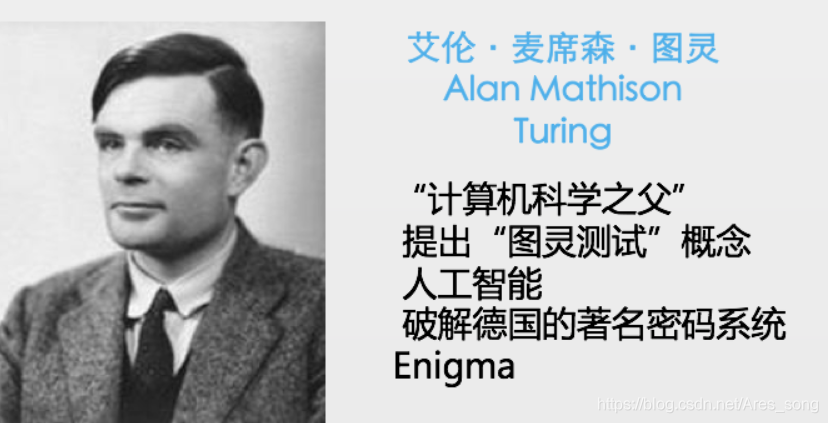 艾伦·麦席森·图灵
Alan Mathison
Turing
“计算机科学之父”
提出“图灵测试”概念
人工智能
破解德国的著名密码系统
Enigma
https://blog.csdn.net/Ares_song